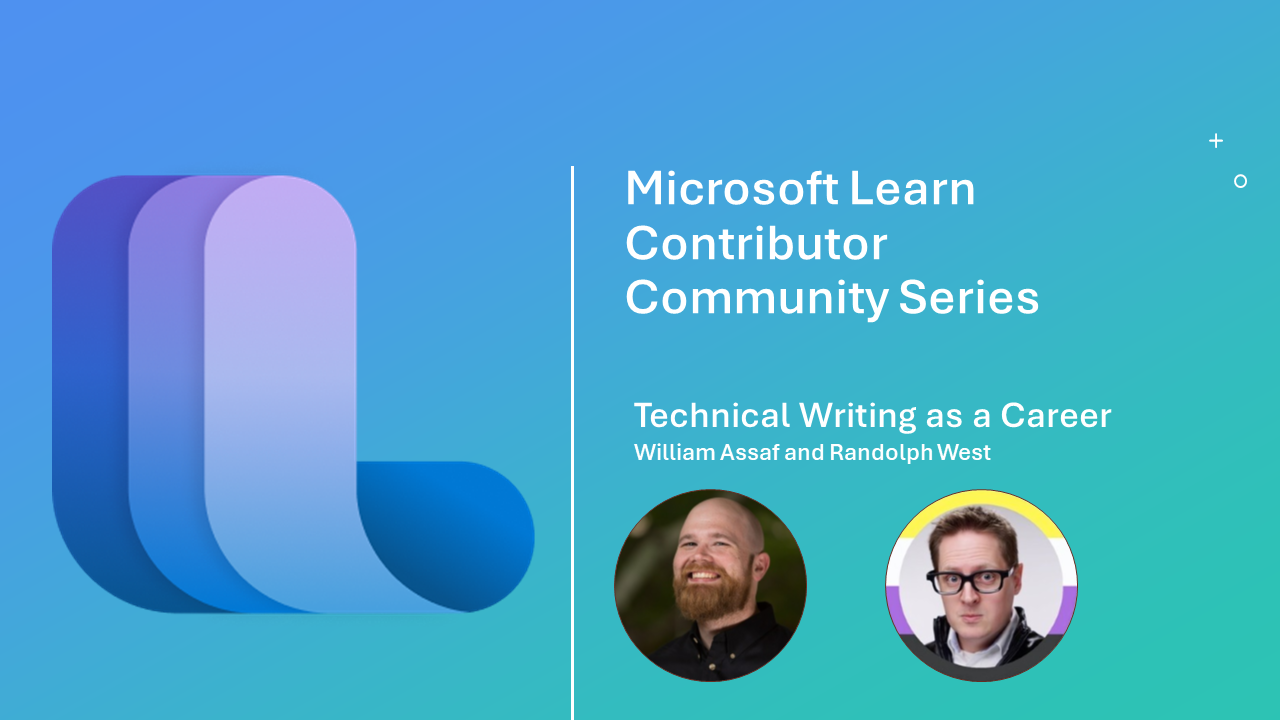 Microsoft Learn
Contributor
Community Series
Technical Writing as a Career
William Assaf and Randolph West